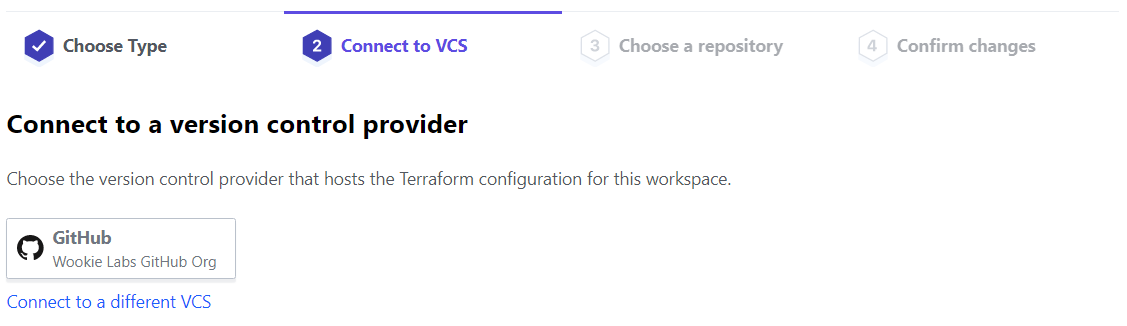 Choose Type
2 Connect to VCS
3 Choose a repository
4 Confirm changes
Connect to a version control provider
Choose the version control provider that hosts the Terraform configuration for this workspace.
GitHub
Wookie Labs GitHub Org
Connect to a different VCS